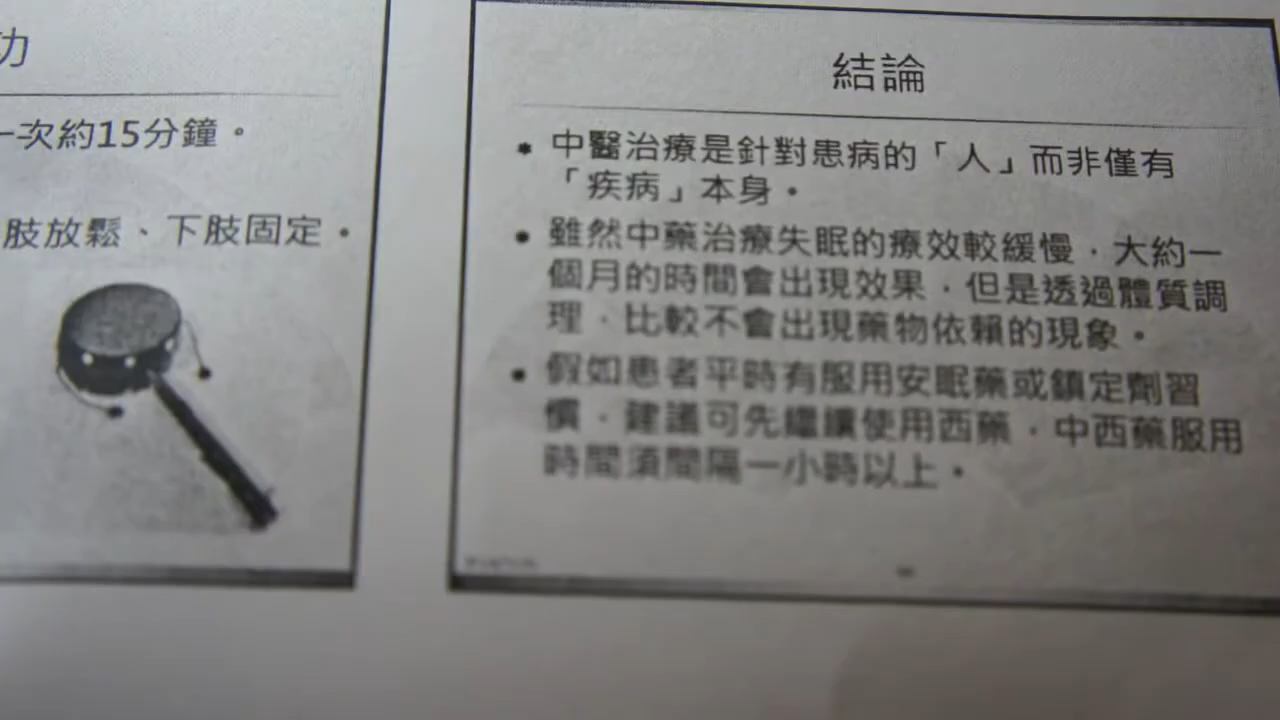 功
一次約15分鐘。
肢放鬆、下肢固定。
結論
• 中醫治療是針對患病的「人」而非僅有
「疾病」本身。
• 雖然中藥治療失眠的療效較緩慢，大約一
個月的時間會出現效果，但是透過體質調
理，比較不會出現藥物依賴的現象。
• 假如患者平時有服用安眠藥或鎮定劑習
慣，建議可先繼續使用西藥，中西藥服用
時間須間隔一小時以上。